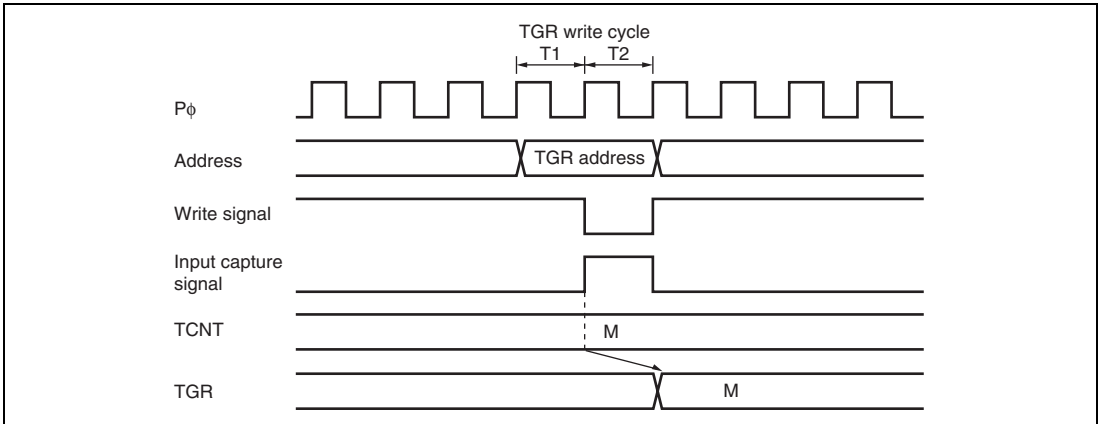 TGR write cycle
T1 T2
Pϕ
Address
TGR address
Write signal
Input capture
signal
TCNT
M
TGR
M